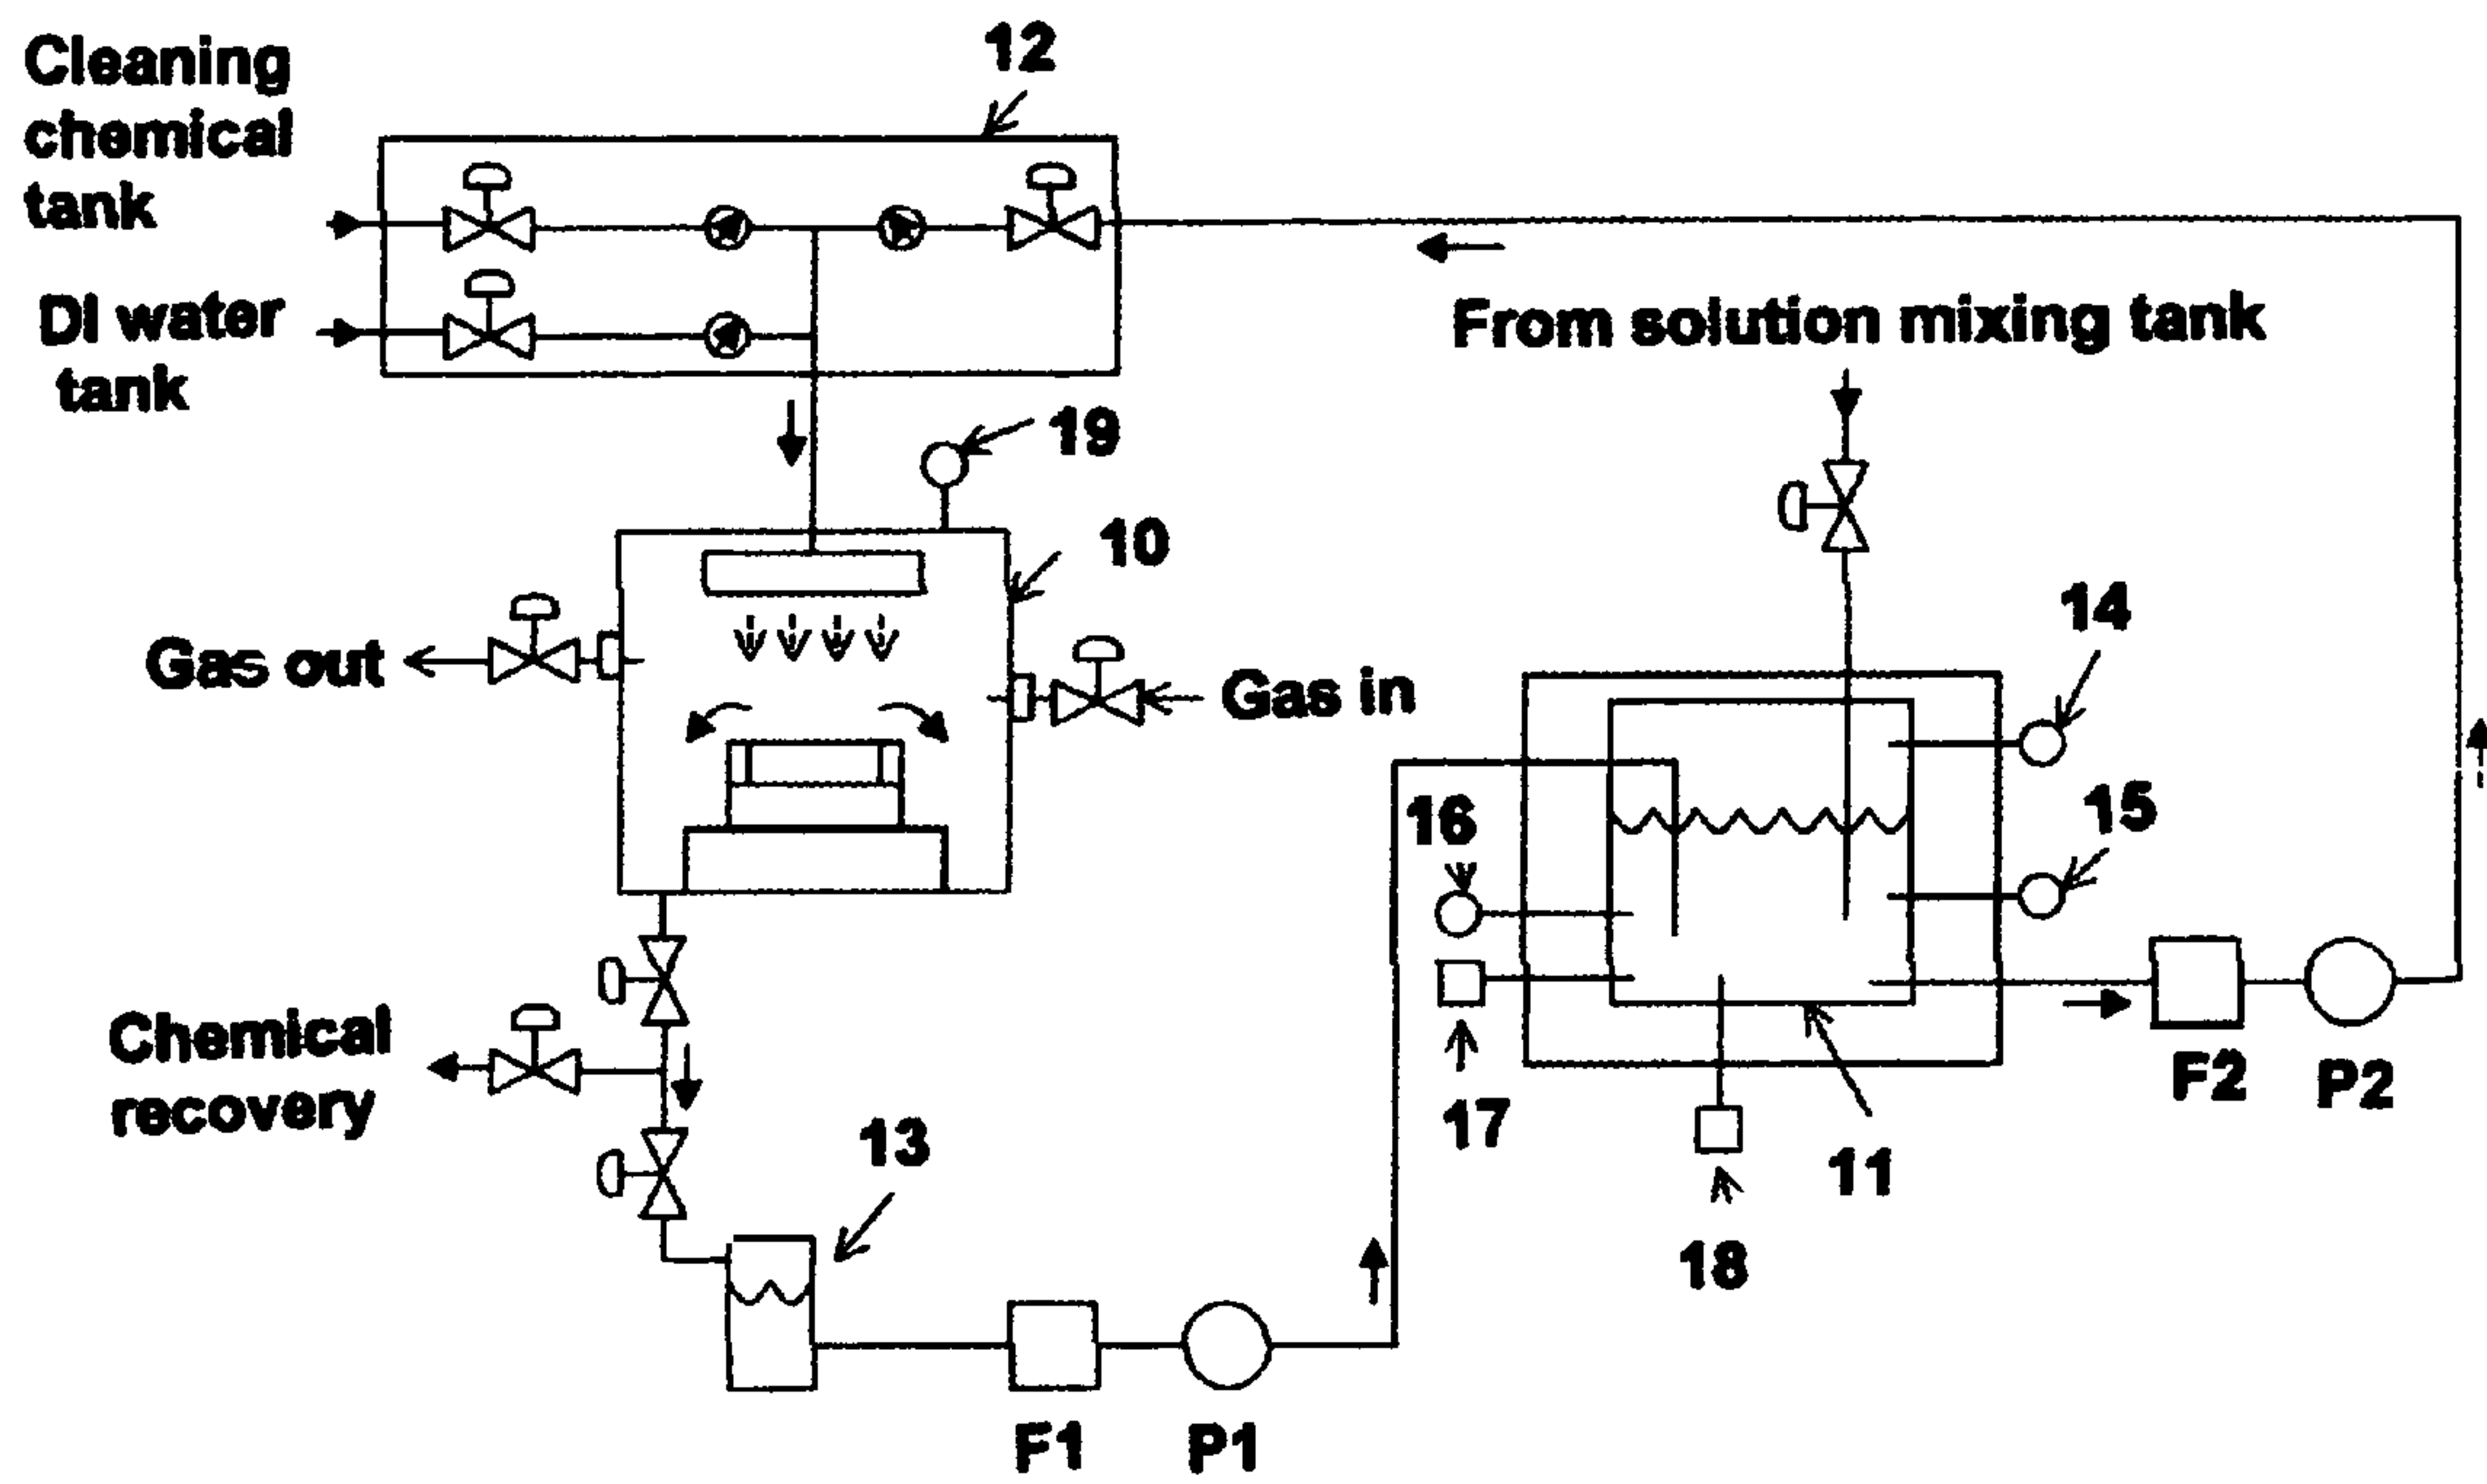 12
Cleaning
chemical
tank
DI water
tank
From solution mixing tank
19
10
14
Gas out
Gas in
15
16
Chemical
recovery
17
13
11
18
F2
P2
F1
P1